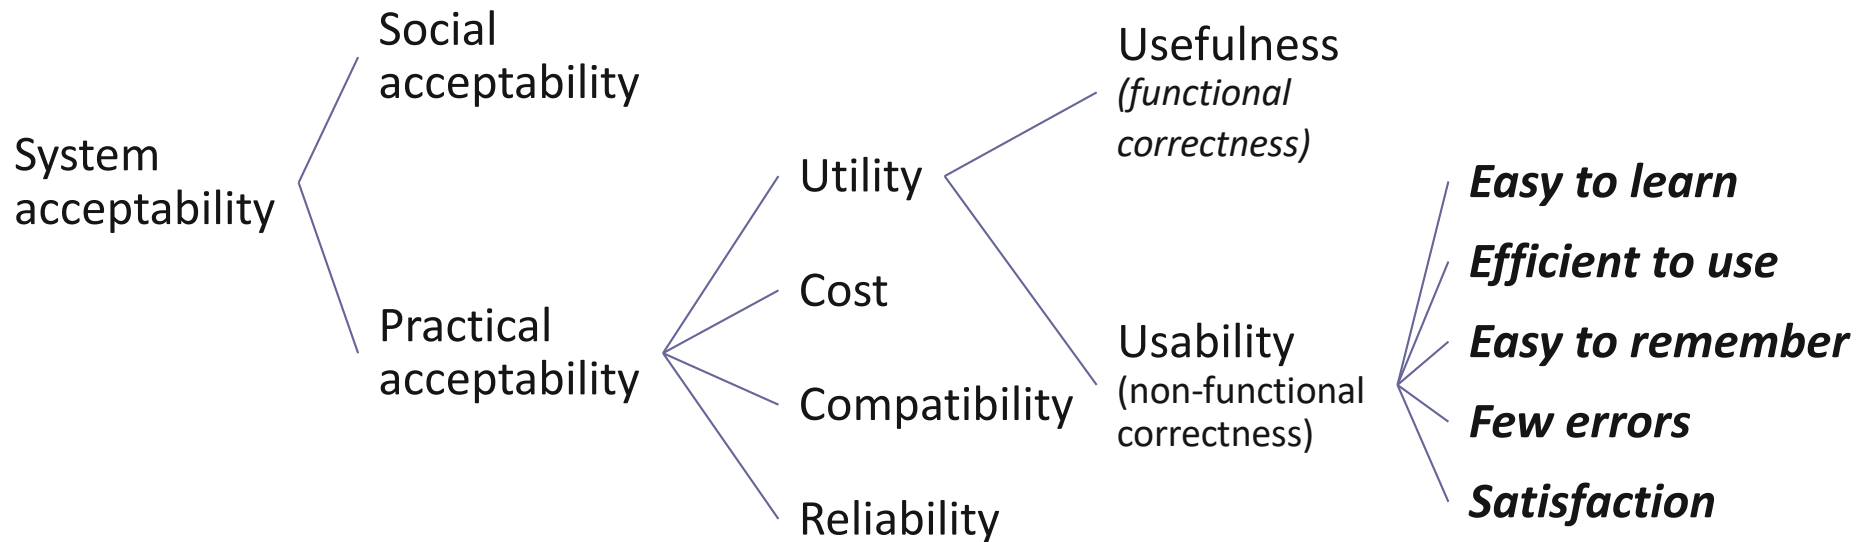 System
acceptability
Social
acceptability
Practical
acceptability
Utility
Cost
Compatibility
Reliability
Usefulness
(functional
correctness)
Usability
(non-functional
correctness)
Easy to learn
Efficient to use
Easy to remember
Few errors
Satisfaction